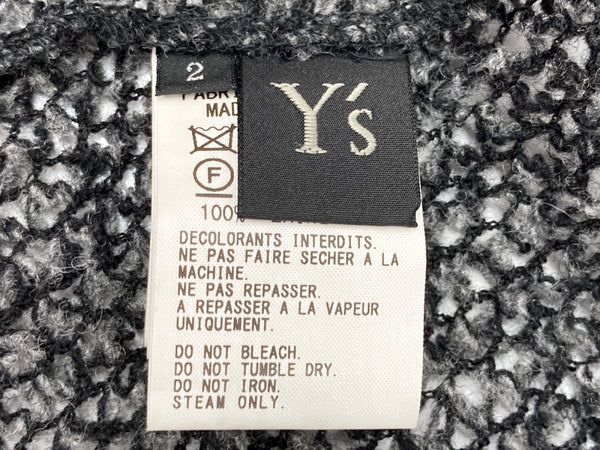 2
Y's
MAD
F
100%
DECOLORANTS INTERDITS.
NE PAS FAIRE SECHER A LA
MACHINE.
NE PAS REPASSER.
A REPASSER A LA VAPEUR
UNIQUEMENT.
DO NOT BLEACH.
DO NOT TUMBLE DRY.
DO NOT IRON.
STEAM ONLY.